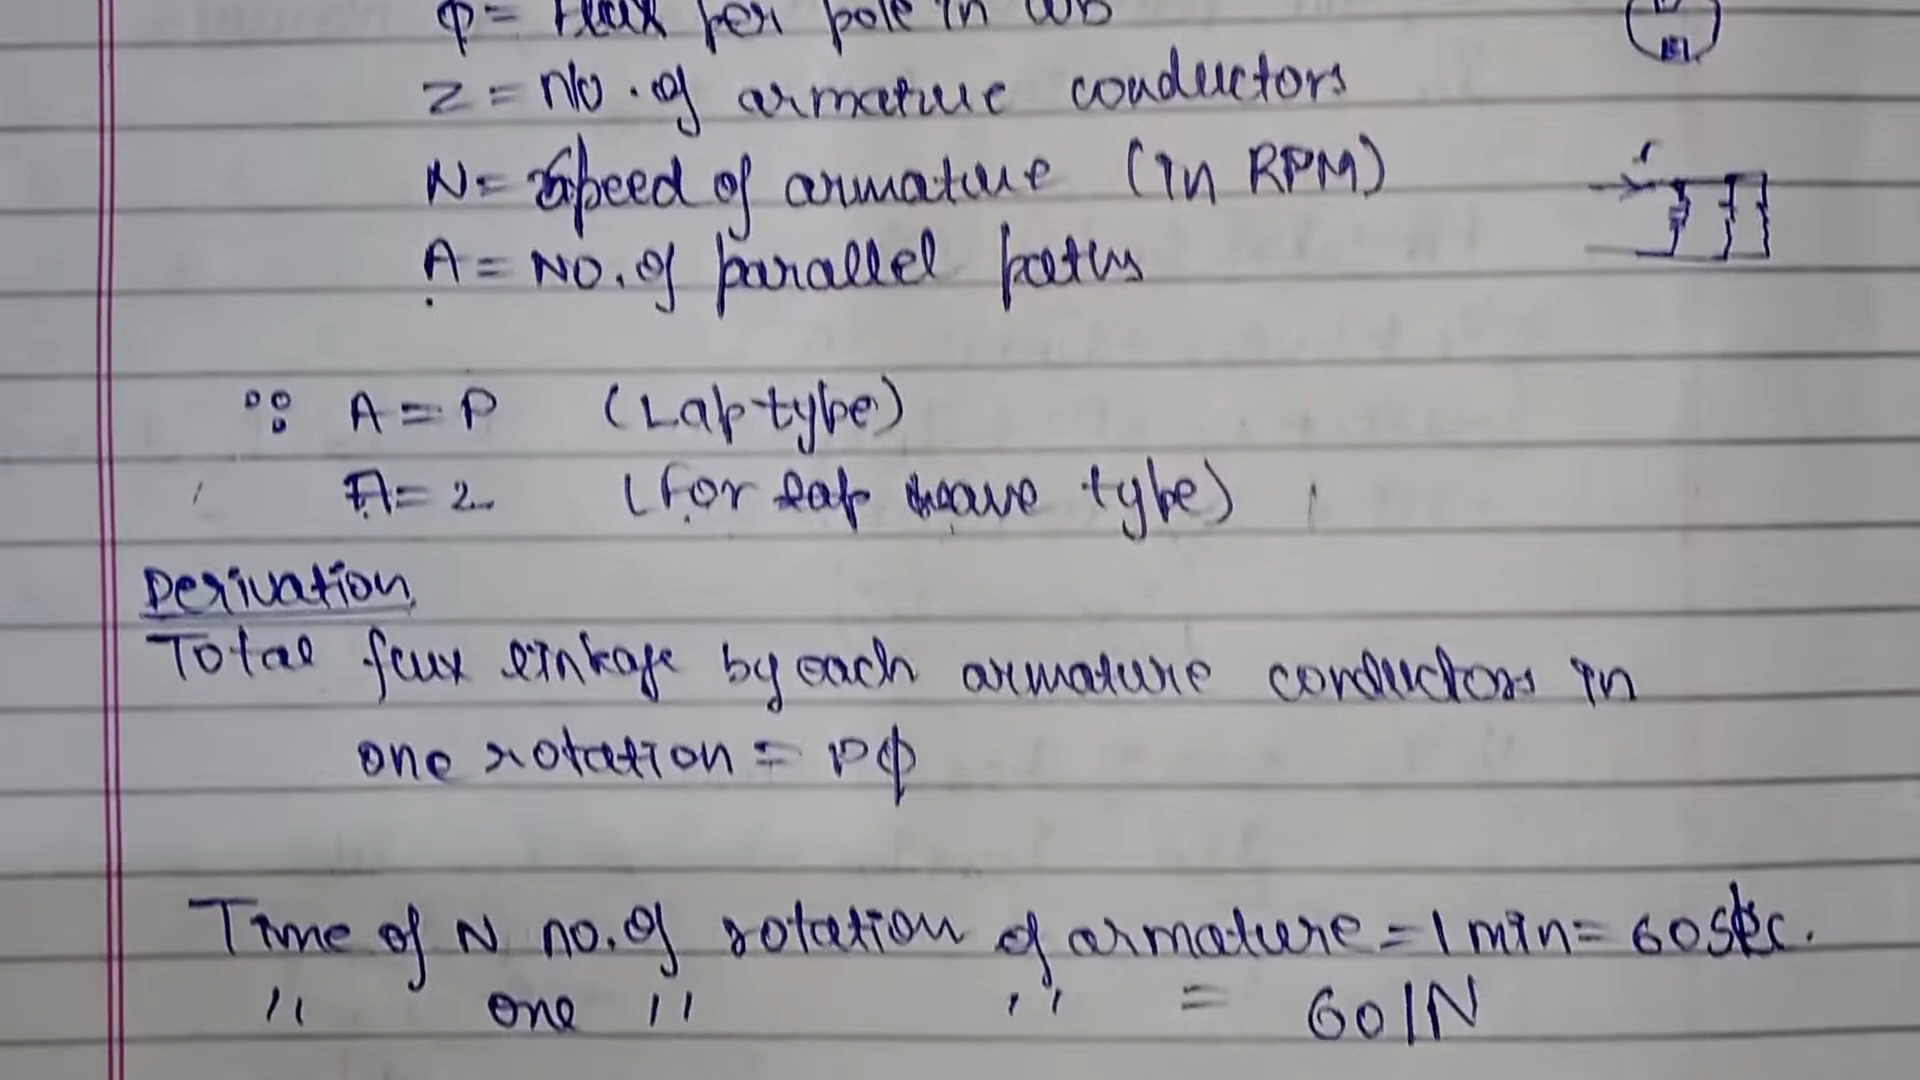 φ = Flux per pole in wb
Z = No. of armature conductors
N = Speed of armature (in RPM)
A = No. of parallel paths
∵ A = P (Lap type)
A = 2 (for lap wave type)
Derivation
Total flux linkage by each armature conductors in
one rotation = Pφ
Time of N no. of rotation of armature = 1 min = 60 sec.
〃 one 〃 〃 = 60/N